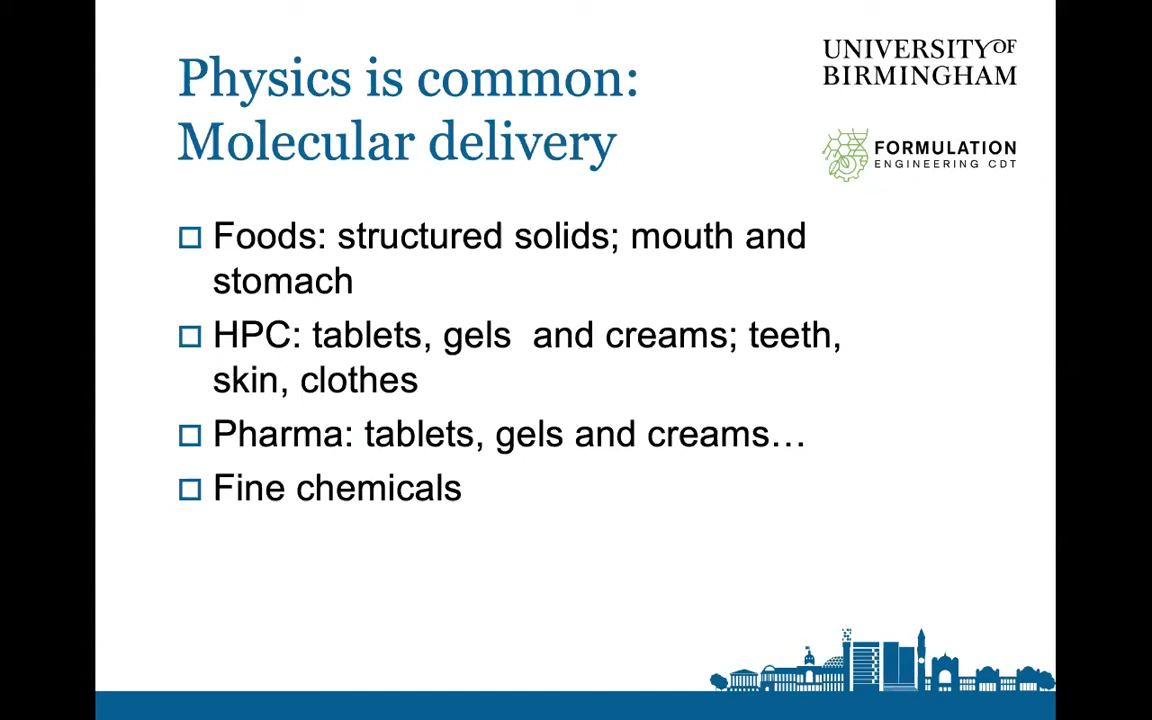 Physics is common:
Molecular delivery
UNIVERSITY OF
BIRMINGHAM
FORMULATION
ENGINEERING CDT
Foods: structured solids; mouth and
stomach
HPC: tablets, gels  and creams; teeth,
skin, clothes
Pharma: tablets, gels and creams…
Fine chemicals